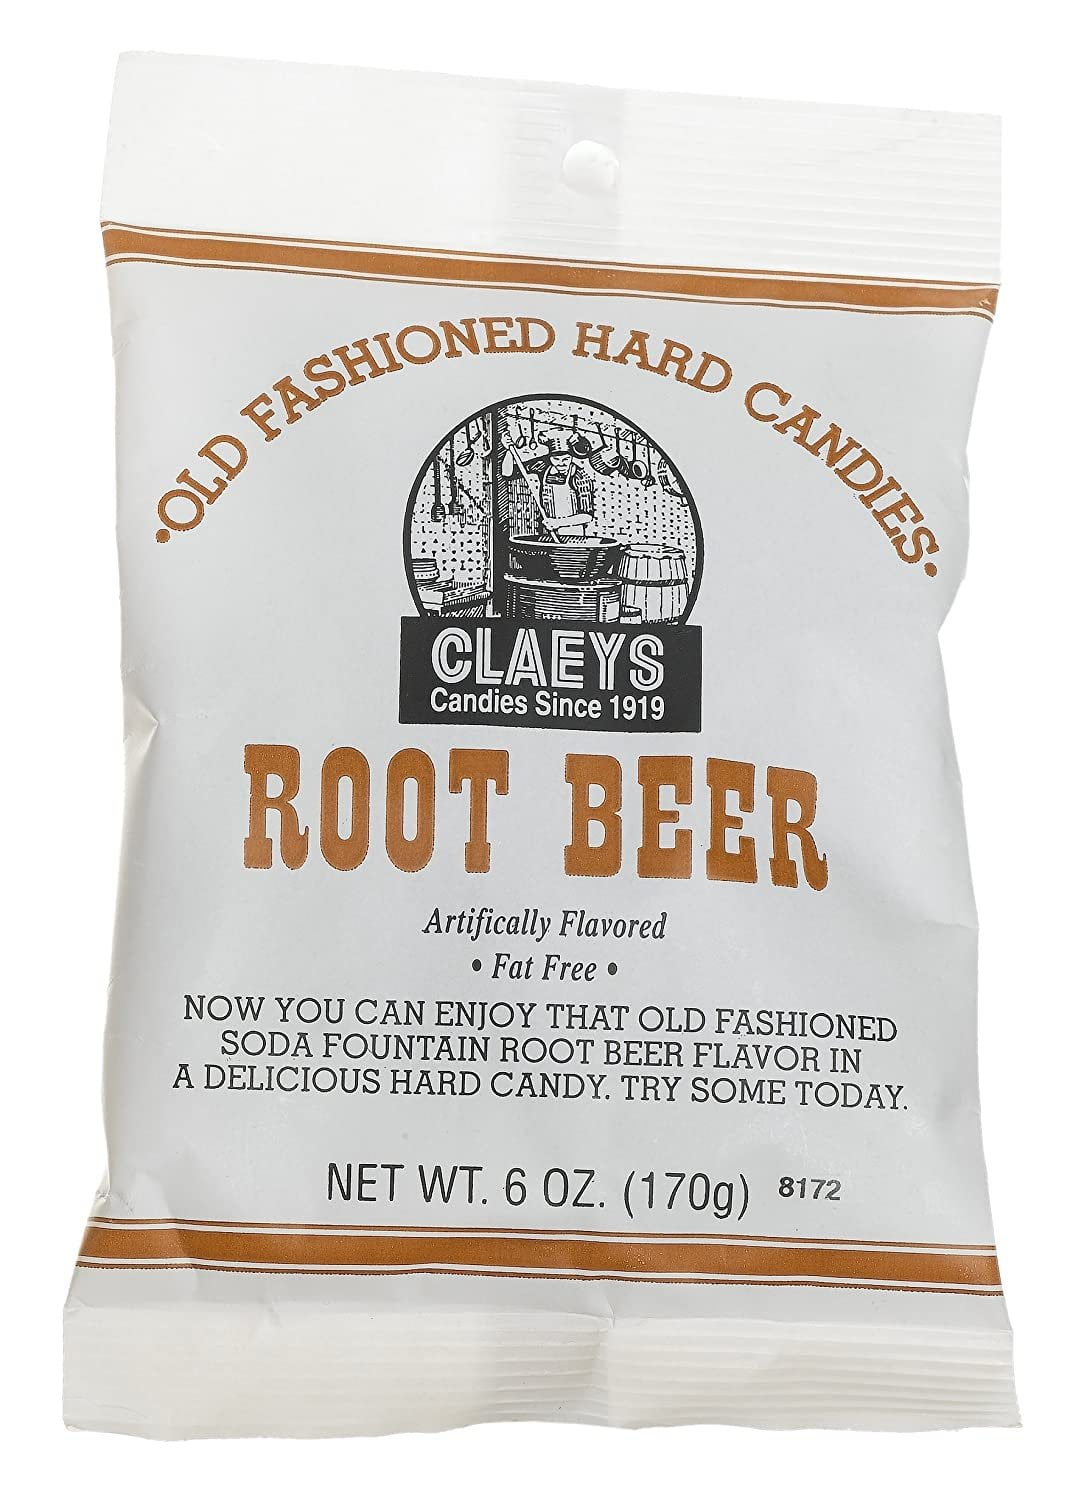 •OLD FASHIONED HARD CANDIES•
CLAEYS
Candies Since 1919
ROOT BEER
Artifically Flavored
• Fat Free •
NOW YOU CAN ENJOY THAT OLD FASHIONED
SODA FOUNTAIN ROOT BEER FLAVOR IN
A DELICIOUS HARD CANDY. TRY SOME TODAY.
NET WT. 6 OZ. (170g) 8172